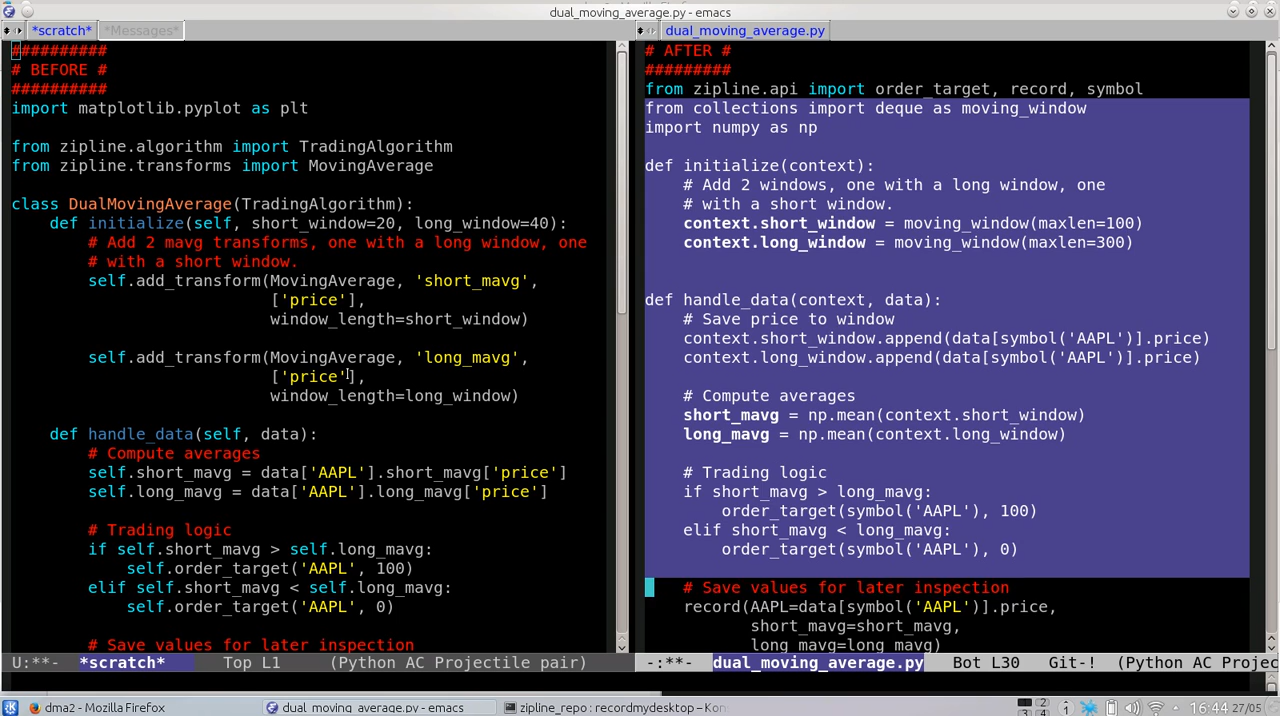 dual_moving_average.py - emacs
*scratch* *Messages*
##########
# BEFORE #
##########
import matplotlib.pyplot as plt
from zipline.algorithm import TradingAlgorithm
from zipline.transforms import MovingAverage
class DualMovingAverage(TradingAlgorithm):
def initialize(self, short_window=20, long_window=40):
# Add 2 mavg transforms, one with a long window, one
# with a short window.
self.add_transform(MovingAverage, 'short_mavg',
['price'],
window_length=short_window)
self.add_transform(MovingAverage, 'long_mavg',
['price'],
window_length=long_window)
def handle_data(self, data):
# Compute averages
self.short_mavg = data['AAPL'].short_mavg['price']
self.long_mavg = data['AAPL'].long_mavg['price']
# Trading logic
if self.short_mavg > self.long_mavg:
self.order_target('AAPL', 100)
elif self.short_mavg < self.long_mavg:
self.order_target('AAPL', 0)
# Save values for later inspection
U:**- *scratch* Top L1 (Python AC Projectile pair)
dual_moving_average.py
# AFTER #
#########
from zipline.api import order_target, record, symbol
from collections import deque as moving_window
import numpy as np
def initialize(context):
# Add 2 windows, one with a long window, one
# with a short window.
context.short_window = moving_window(maxlen=100)
context.long_window = moving_window(maxlen=300)
def handle_data(context, data):
# Save price to window
context.short_window.append(data[symbol('AAPL')].price)
context.long_window.append(data[symbol('AAPL')].price)
# Compute averages
short_mavg = np.mean(context.short_window)
long_mavg = np.mean(context.long_window)
# Trading logic
if short_mavg > long_mavg:
order_target(symbol('AAPL'), 100)
elif short_mavg < long_mavg:
order_target(symbol('AAPL'), 0)
# Save values for later inspection
record(AAPL=data[symbol('AAPL')].price,
short_mavg=short_mavg,
long_mavg=long_mavg)
-:**- dual_moving_average.py Bot L30 Git-! (Python AC Projec
dma2 - Mozilla Firefox
dual_moving_average.py - emacs
zipline_repo : recordmydesktop – Kon
1 2
3 4
16:44 27/05